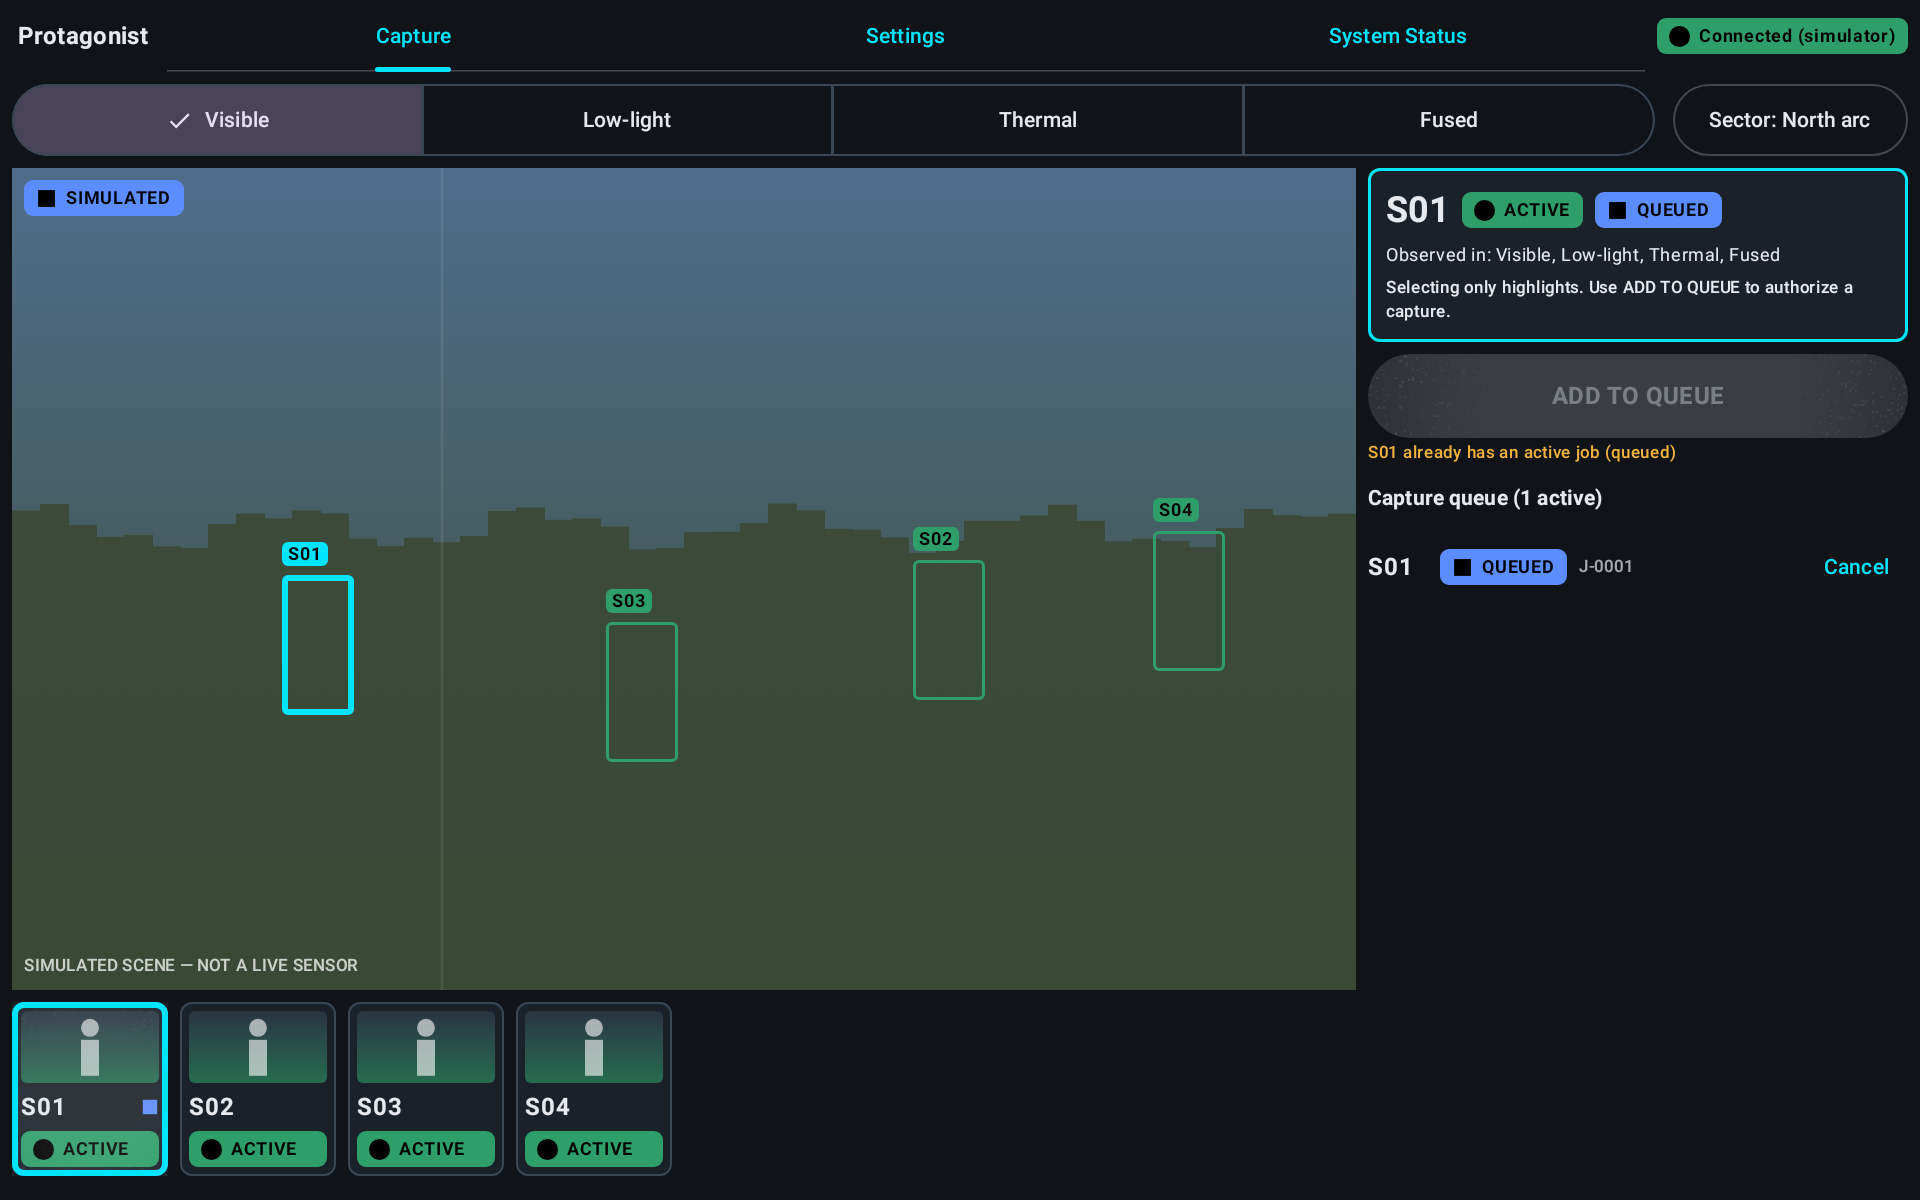 Protagonist
Capture
Settings
System Status
Connected (simulator)
Visible
Low-light
Thermal
Fused
Sector: North arc
SIMULATED
S01
S03
S02
S04
SIMULATED SCENE — NOT A LIVE SENSOR
S01 ACTIVE QUEUED
Observed in: Visible, Low-light, Thermal, Fused
Selecting only highlights. Use ADD TO QUEUE to authorize a
capture.
ADD TO QUEUE
S01 already has an active job (queued)
Capture queue (1 active)
S01 QUEUED J-0001 Cancel
S01
ACTIVE
S02
ACTIVE
S03
ACTIVE
S04
ACTIVE